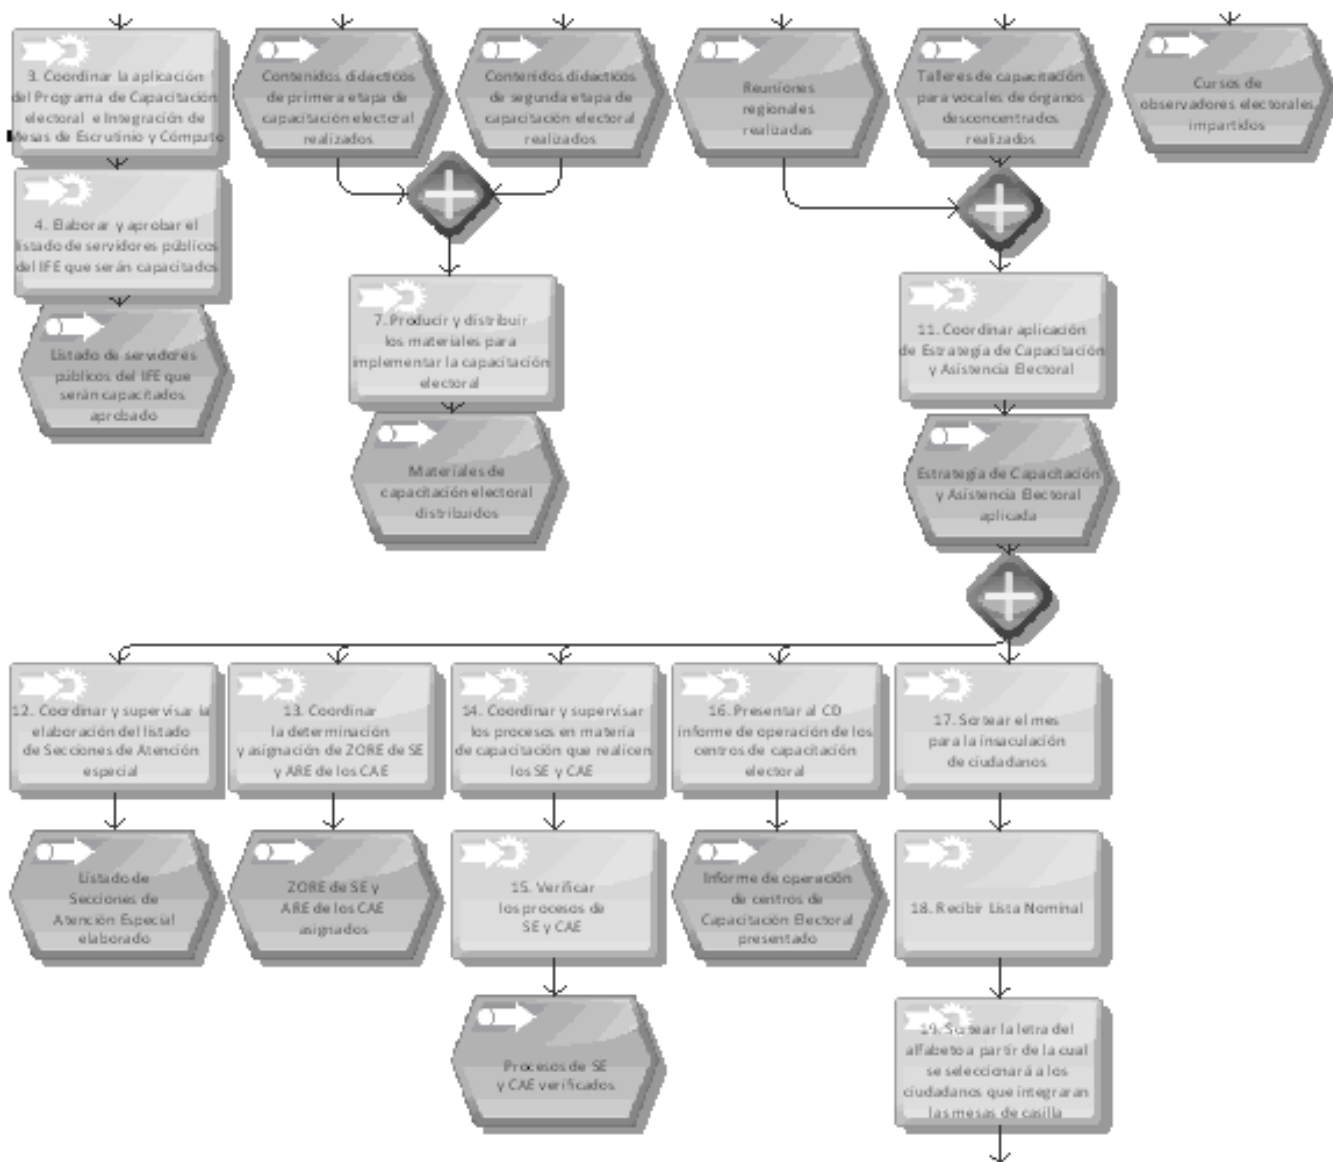 3. Coordinar la aplicación
del Programa de Capacitación
electoral e Integración de
Mesas de Escrutinio y Cómputo
Contenidos didacticos
de primera etapa de
capacitación electoral
realizados
Contenidos didacticos
de segunda etapa de
capacitación electoral
realizados
Reuniones
regionales
realizadas
Talleres de capacitación
para vocales de órganos
desconcentrados
realizados
Cursos de
observadores electorales
impartidos
4. Elaborar y aprobar el
listado de servidores públicos
del IFE que serán capacitados
Listado de servidores
públicos del IFE que
serán capacitados
aprobado
7. Producir y distribuir
los materiales para
implementar la capacitación
electoral
Materiales de
capacitación electoral
distribuidos
11. Coordinar aplicación
de Estrategía de Capacitación
y Asistencia Electoral
Estrategía de Capacitación
y Asistencia Electoral
aplicada
12. Coordinar y supervisar la
elaboración del listado
de Secciones de Atención
especial
13. Coordinar
la determinación
y asignación de ZORE de SE
y ARE de los CAE
14. Coordinar y supervisar
los procesos en materia
de capacitación que realicen
los SE y CAE
16. Presentar al CD
informe de operación de los
centros de capacitación
electoral
17. Sortear el mes
para la insaculación
de ciudadanos
Listado de
Secciones de
Atención Especial
elaborado
ZORE de SE y
ARE de los CAE
asignados
15. Verificar
los procesos de
SE y CAE
Informe de operación
de centros de
Capacitación Electoral
presentado
18. Recibir Lista Nominal
Procesos de SE
y CAE verificados
19. Sortear la letra del
alfabeto a partir de la cual
se seleccionará a los
ciudadanos que integraran
las mesas de casilla